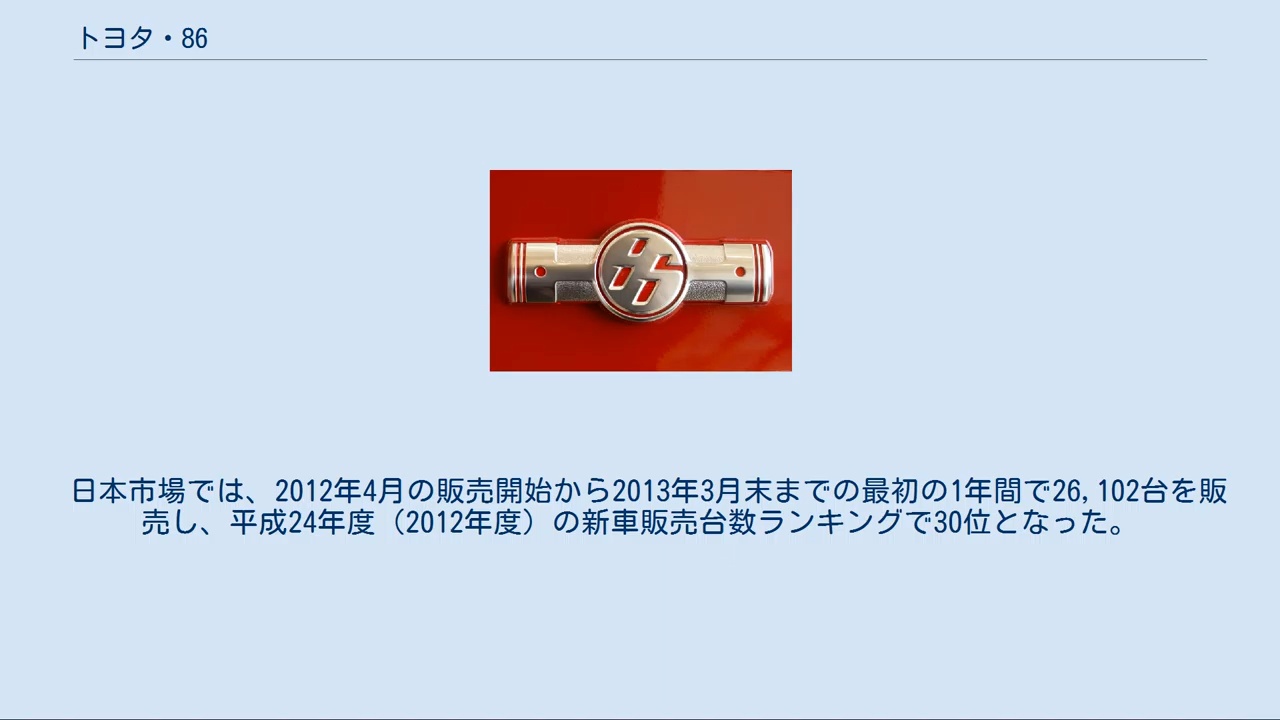 トヨタ・86
日本市場では、2012年4月の販売開始から2013年3月末までの最初の1年間で26,102台を販
売し、平成24年度（2012年度）の新車販売台数ランキングで30位となった。